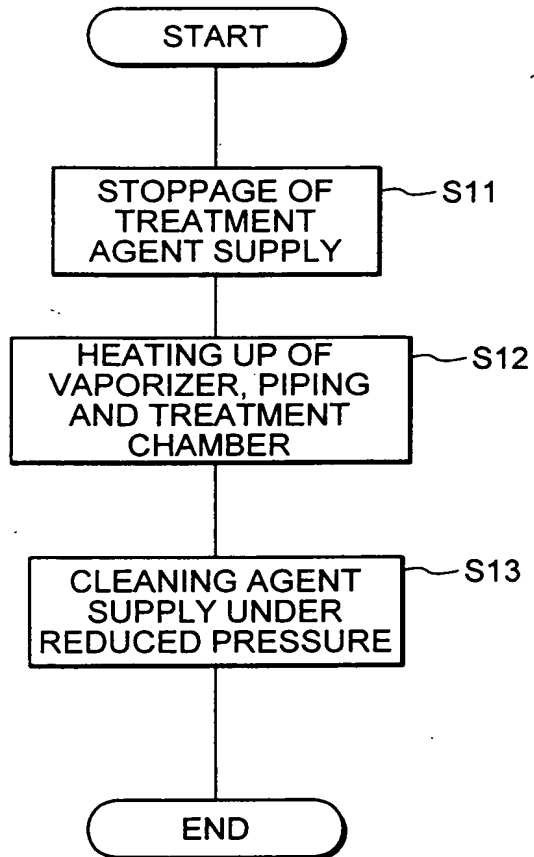 START
STOPPAGE OF
TREATMENT
AGENT SUPPLY
S11
HEATING UP OF
VAPORIZER, PIPING
AND TREATMENT
CHAMBER
S12
CLEANING AGENT
SUPPLY UNDER
REDUCED PRESSURE
S13
END